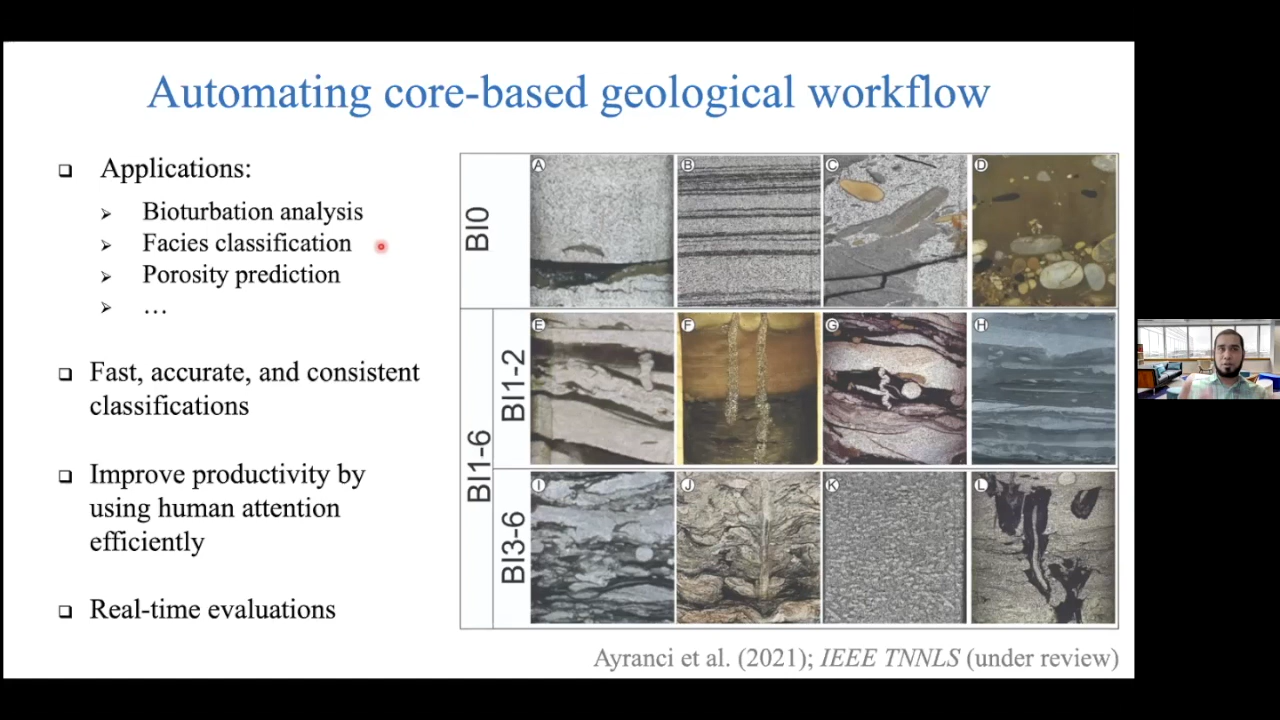 Automating core-based geological workflow
Applications:
Bioturbation analysis
Facies classification
Porosity prediction
…
Fast, accurate, and consistent
classifications
Improve productivity by
using human attention
efficiently
Real-time evaluations
BI0
A
B
C
D
BI1-6
BI1-2
E
F
G
H
BI3-6
I
J
K
L
Ayranci et al. (2021); IEEE TNNLS (under review)